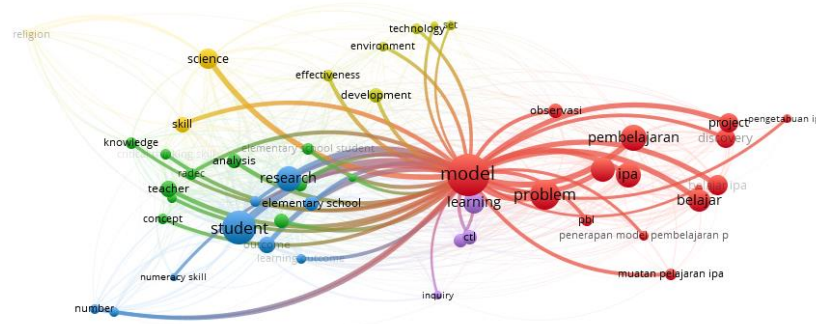 religion
science
technology
set
environment
effectiveness
development
skill
observasi
project
pengetahuan ip
discovery
pembelajaran
knowledge
elementary school student
analysis
radec
research
model
ipa
teacher
learning
problem
belajar
elementary school
concept
student
pbl
ctl
outcome
penerapan model pembelajaran p
learning outcome
numeracy skill
muatan pelajaran ipa
inquiry
number